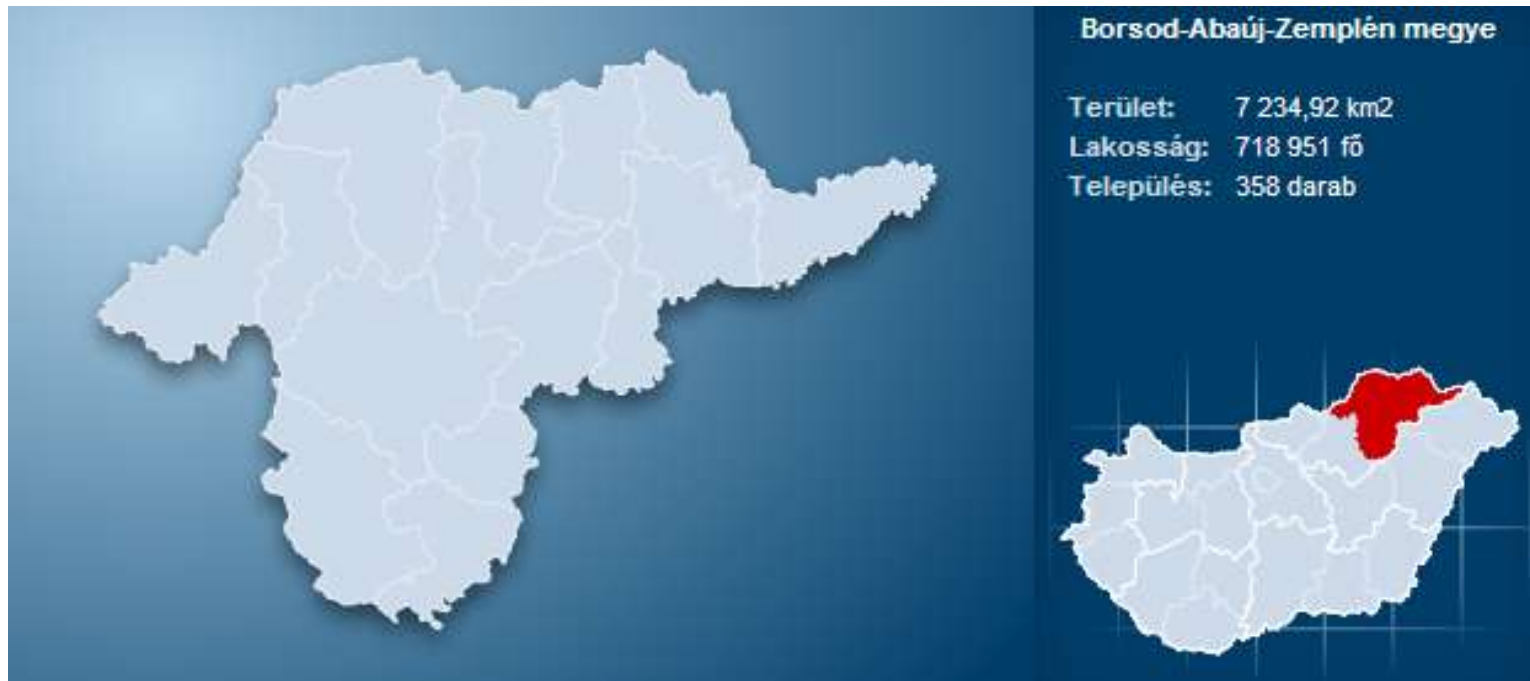 Borsod-Abaúj-Zemplén megye
Terület: 7 234,92 km2
Lakosság: 718 951 fő
Település: 358 darab